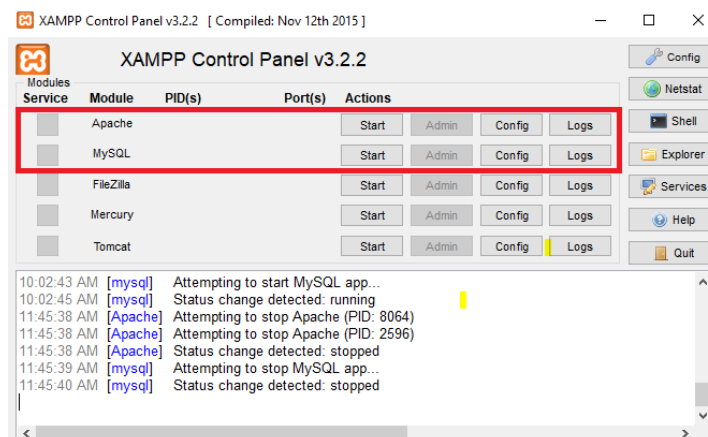 XAMPP Control Panel v3.2.2 [ Compiled: Nov 12th 2015 ]
XAMPP Control Panel v3.2.2
Config
Modules
Service Module PID(s) Port(s) Actions
Netstat
Apache Start Admin Config Logs
Shell
MySQL Start Admin Config Logs
Explorer
FileZilla Start Admin Config Logs
Services
Mercury Start Admin Config Logs
Help
Tomcat Start Admin Config Logs
Quit
10:02:43 AM [mysql] Attempting to start MySQL app...
10:02:45 AM [mysql] Status change detected: running
11:45:38 AM [Apache] Attempting to stop Apache (PID: 8064)
11:45:38 AM [Apache] Attempting to stop Apache (PID: 2596)
11:45:38 AM [Apache] Status change detected: stopped
11:45:39 AM [mysql] Attempting to stop MySQL app...
11:45:40 AM [mysql] Status change detected: stopped